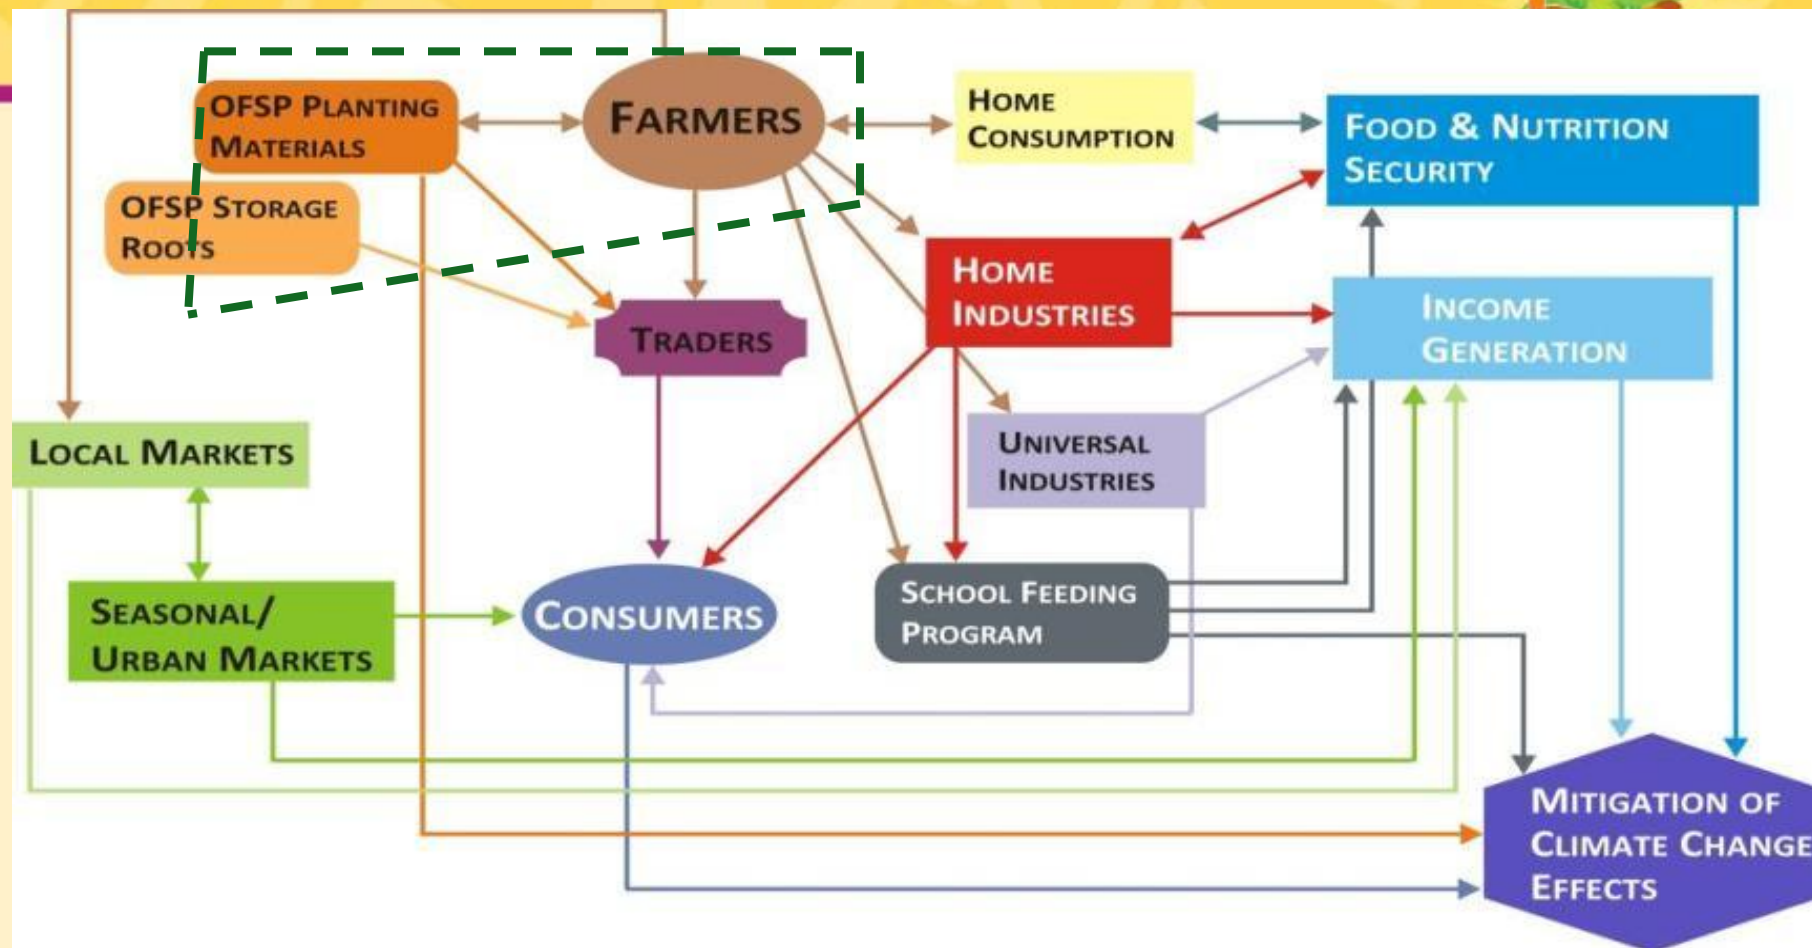 OFSP PLANTING
MATERIALS
FARMERS
HOME
CONSUMPTION
FOOD & NUTRITION
SECURITY
OFSP STORAGE
ROOTS
HOME
INDUSTRIES
INCOME
GENERATION
TRADERS
LOCAL MARKETS
UNIVERSAL
INDUSTRIES
SEASONAL/
URBAN MARKETS
CONSUMERS
SCHOOL FEEDING
PROGRAM
MITIGATION OF
CLIMATE CHANGE
EFFECTS